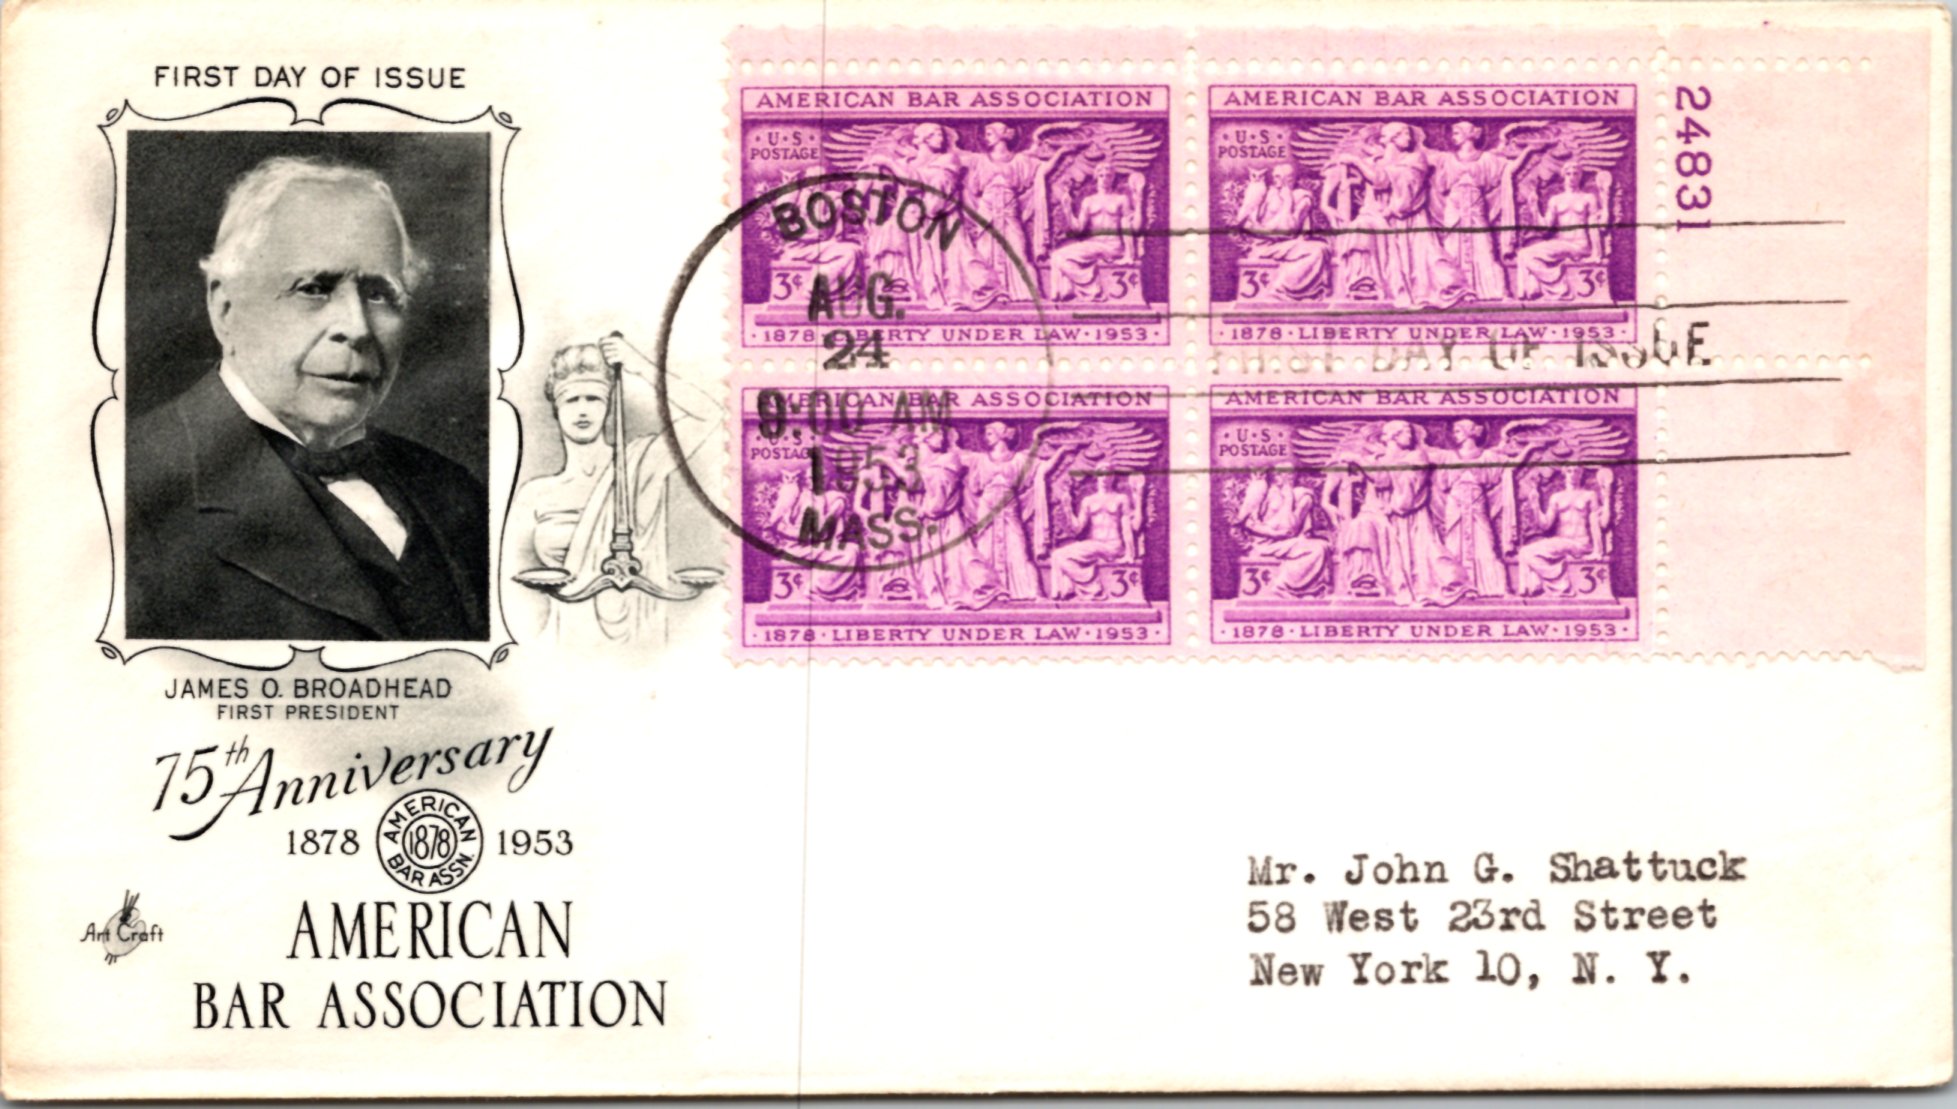 FIRST DAY OF ISSUE
JAMES O. BROADHEAD
FIRST PRESIDENT
75th Anniversary
1878 AMERICAN BAR ASSN. 1878 1953
AMERICAN
BAR ASSOCIATION
Art Craft
AMERICAN BAR ASSOCIATION
U·S·
POSTAGE
3¢ 3¢
1878·LIBERTY UNDER LAW·1953
AMERICAN BAR ASSOCIATION
·U·S·
POSTAGE
3¢ 3¢
1878·LIBERTY UNDER LAW·1953
24831
BOSTON
AUG.
24
9:00 AM
1953
MASS.
FIRST DAY OF ISSUE
AMERICAN BAR ASSOCIATION
U·S·
POSTAGE
3¢ 3¢
1878·LIBERTY UNDER LAW·1953
AMERICAN BAR ASSOCIATION
·U·S·
POSTAGE
3¢ 3¢
1878·LIBERTY UNDER LAW·1953
Mr. John G. Shattuck
58 West 23rd Street
New York 10, N. Y.